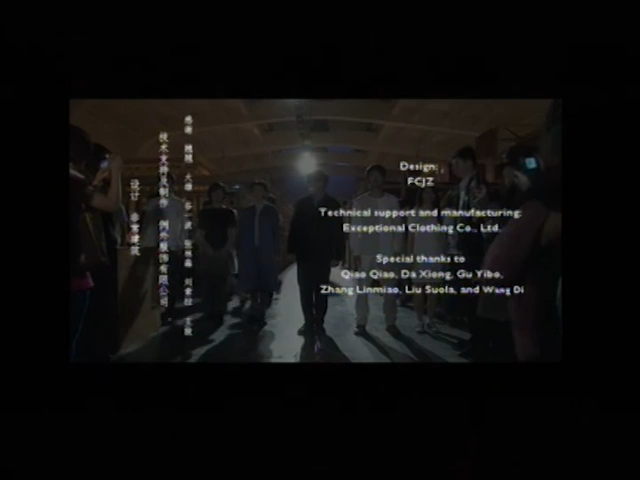 设计 非常建筑
技术支持及制作 例外服饰有限公司
Design:
FCJZ
Technical support and manufacturing:
Exceptional Clothing Co., Ltd.
Special thanks to
Qiao Qiao, Da Xiong, Gu Yibo,
Zhang Linmiao, Liu Suola, and Wang Di